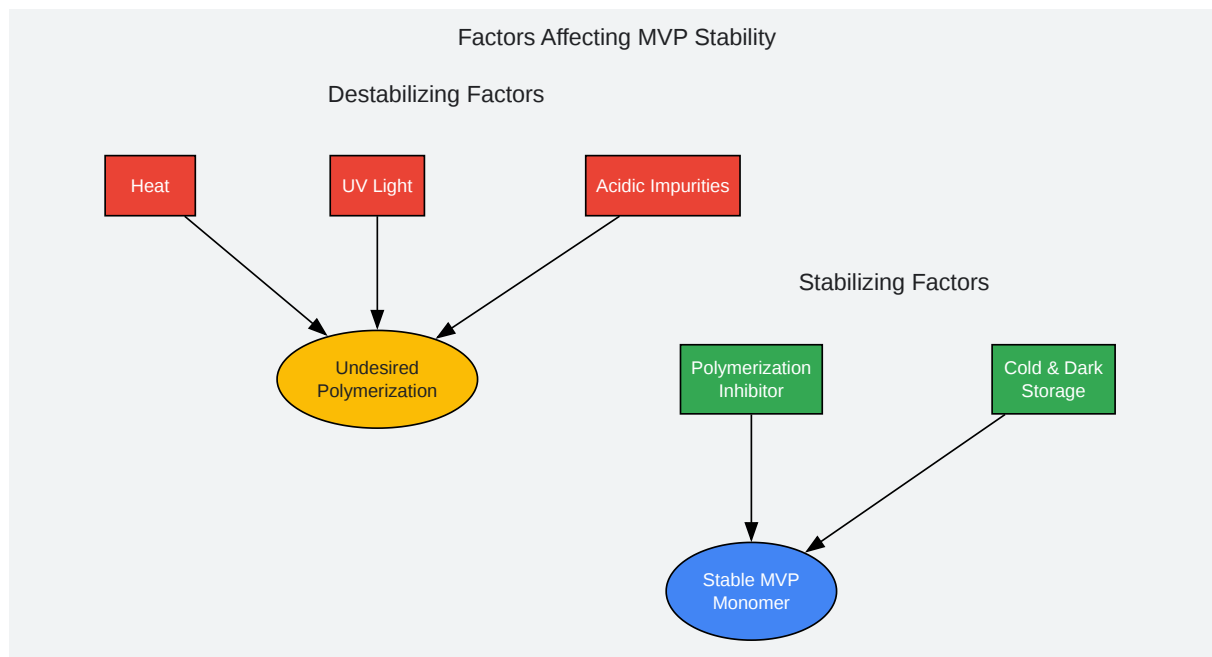 Factors Affecting MVP Stability
Destabilizing Factors
Heat
UV Light
Acidic Impurities
Undesired
Polymerization
Stabilizing Factors
Polymerization
Inhibitor
Cold & Dark
Storage
Stable MVP
Monomer